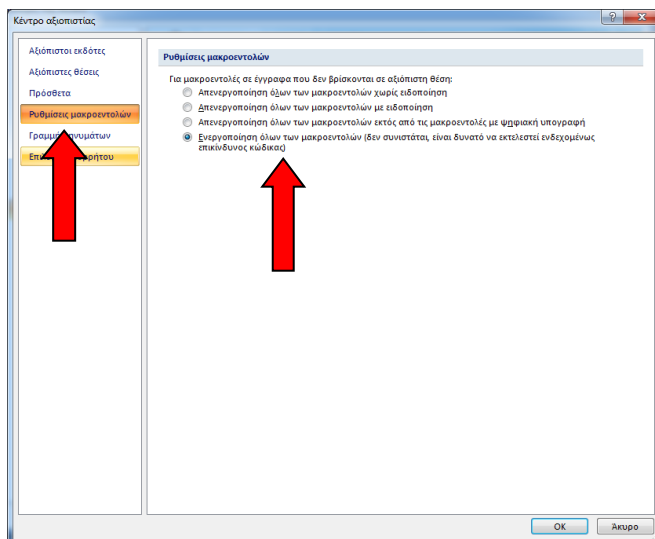 Κέντρο αξιοπιστίας
Αξιόπιστοι εκδότες
Αξιόπιστες θέσεις
Πρόσθετα
Ρυθμίσεις μακροεντολών
Ρυθμίσεις μακροεντολών
Για μακροεντολές σε έγγραφα που δεν βρίσκονται σε αξιόπιστη θέση:
Απενεργοποίηση όλων των μακροεντολών χωρίς ειδοποίηση
Απενεργοποίηση όλων των μακροεντολών με ειδοποίηση
Απενεργοποίηση όλων των μακροεντολών εκτός από τις μακροεντολές με ψηφιακή υπογραφή
Ενεργοποίηση όλων των μακροεντολών (δεν συνιστάται, είναι δυνατό να εκτελεστεί ενδεχομένως
επικίνδυνος κώδικας)
OK
Άκυρο